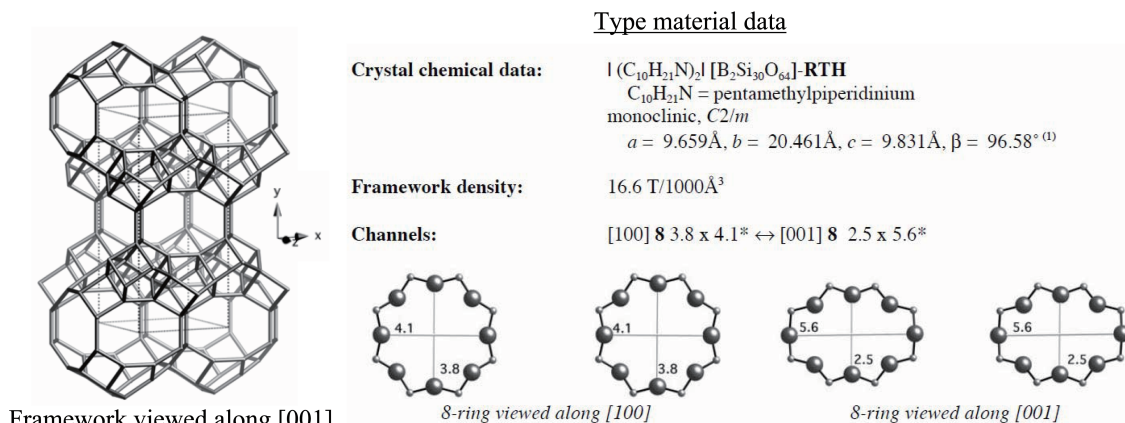 Type material data
Crystal chemical data: | (C₁₀H₂₁N)₂| [B₂Si₃₀O₆₄]-RTH
C₁₀H₂₁N = pentamethylpiperidinium
monoclinic, C2/m
a = 9.659Å, b = 20.461Å, c = 9.831Å, β = 96.58° ⁽¹⁾
Framework density: 16.6 T/1000Å³
Channels: [100] 8 3.8 x 4.1* ↔ [001] 8 2.5 x 5.6*
y
x
z
4.1
3.8
4.1
3.8
5.6
2.5
5.6
2.5
Framework viewed along [001]
8-ring viewed along [100]
8-ring viewed along [001]